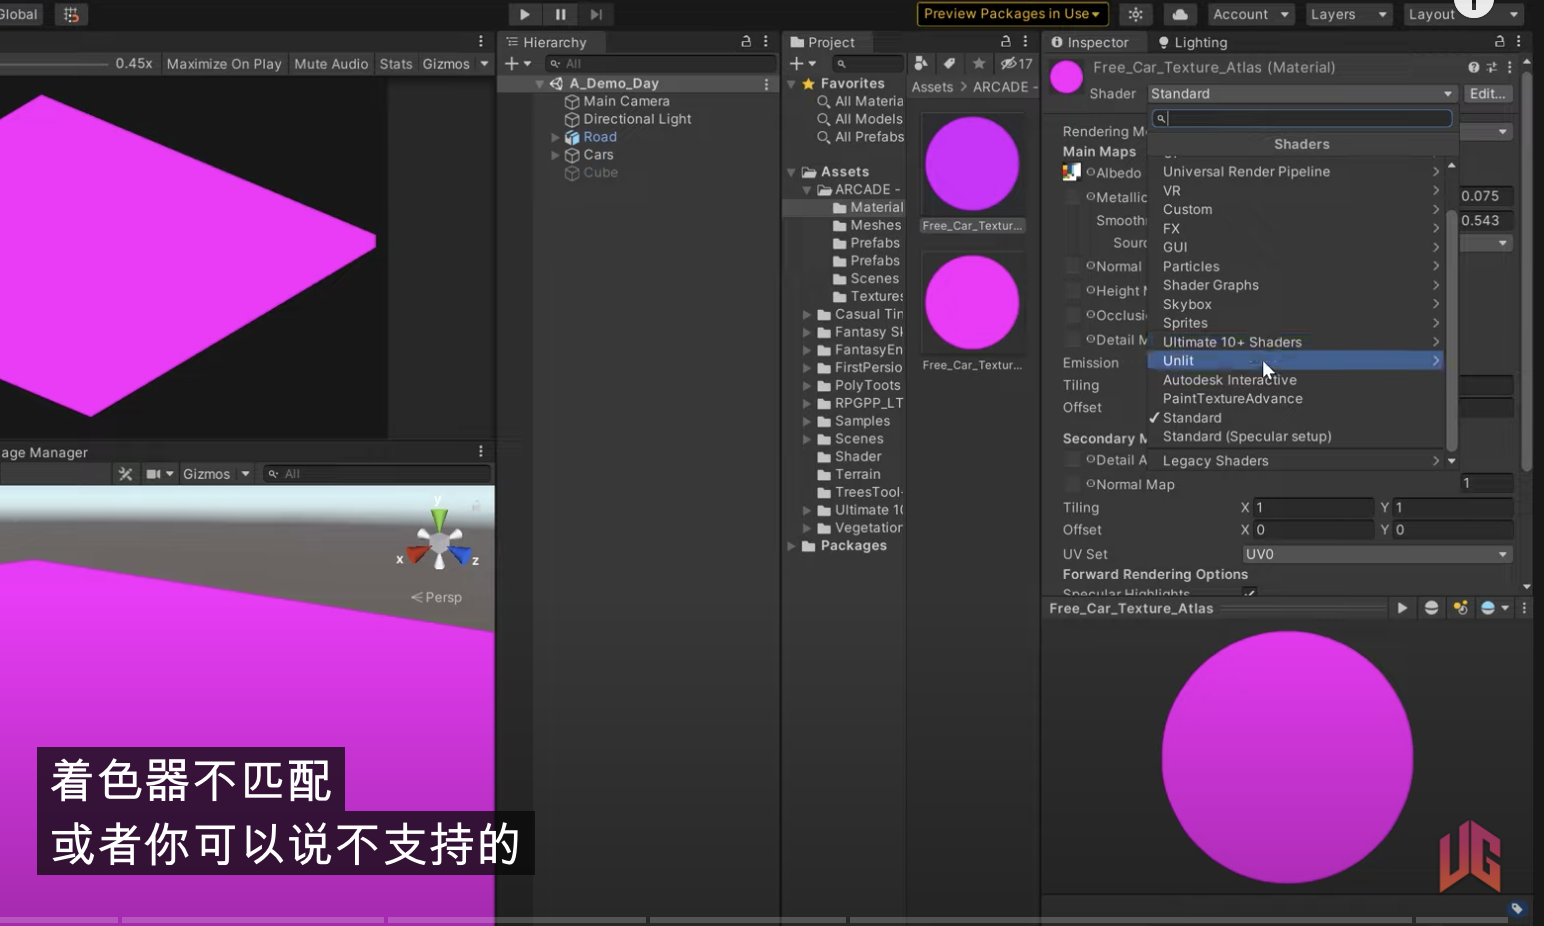 Global
Preview Packages in Use
Account
Layers
Layout
0.45x
Maximize On Play
Mute Audio
Stats
Gizmos
age Manager
Gizmos
All
y
x
z
Persp
Hierarchy
All
A_Demo_Day
Main Camera
Directional Light
Road
Cars
Cube
Project
17
Favorites
All Materia
All Models
All Prefabs
Assets
ARCADE -
Material
Meshes
Prefabs
Prefabs
Scenes
Textures
Casual Tin
Fantasy Sk
FantasyEn
FirstPersio
PolyToots
RPGPP_LT
Samples
Scenes
Shader
Terrain
TreesTool-
Ultimate 10
Vegetation
Packages
Assets > ARCADE -
Free_Car_Textur...
Free_Car_Textur...
Inspector
Lighting
Free_Car_Texture_Atlas (Material)
Shader
Standard
Edit...
Rendering M
Main Maps
Albedo
Metallic
0.075
Smooth
0.543
Sourc
Normal
Height M
Occlusi
Detail M
Emission
Tiling
Offset
Secondary M
Detail A
Shaders
Universal Render Pipeline
VR
Custom
FX
GUI
Particles
Shader Graphs
Skybox
Sprites
Ultimate 10+ Shaders
Unlit
Autodesk Interactive
PaintTextureAdvance
Standard
Standard (Specular setup)
Legacy Shaders
Normal Map
1
Tiling
X 1
Y 1
Offset
X 0
Y 0
UV Set
UV0
Forward Rendering Options
Specular Highlights
Free_Car_Texture_Atlas
着色器不匹配
或者你可以说不支持的
UG